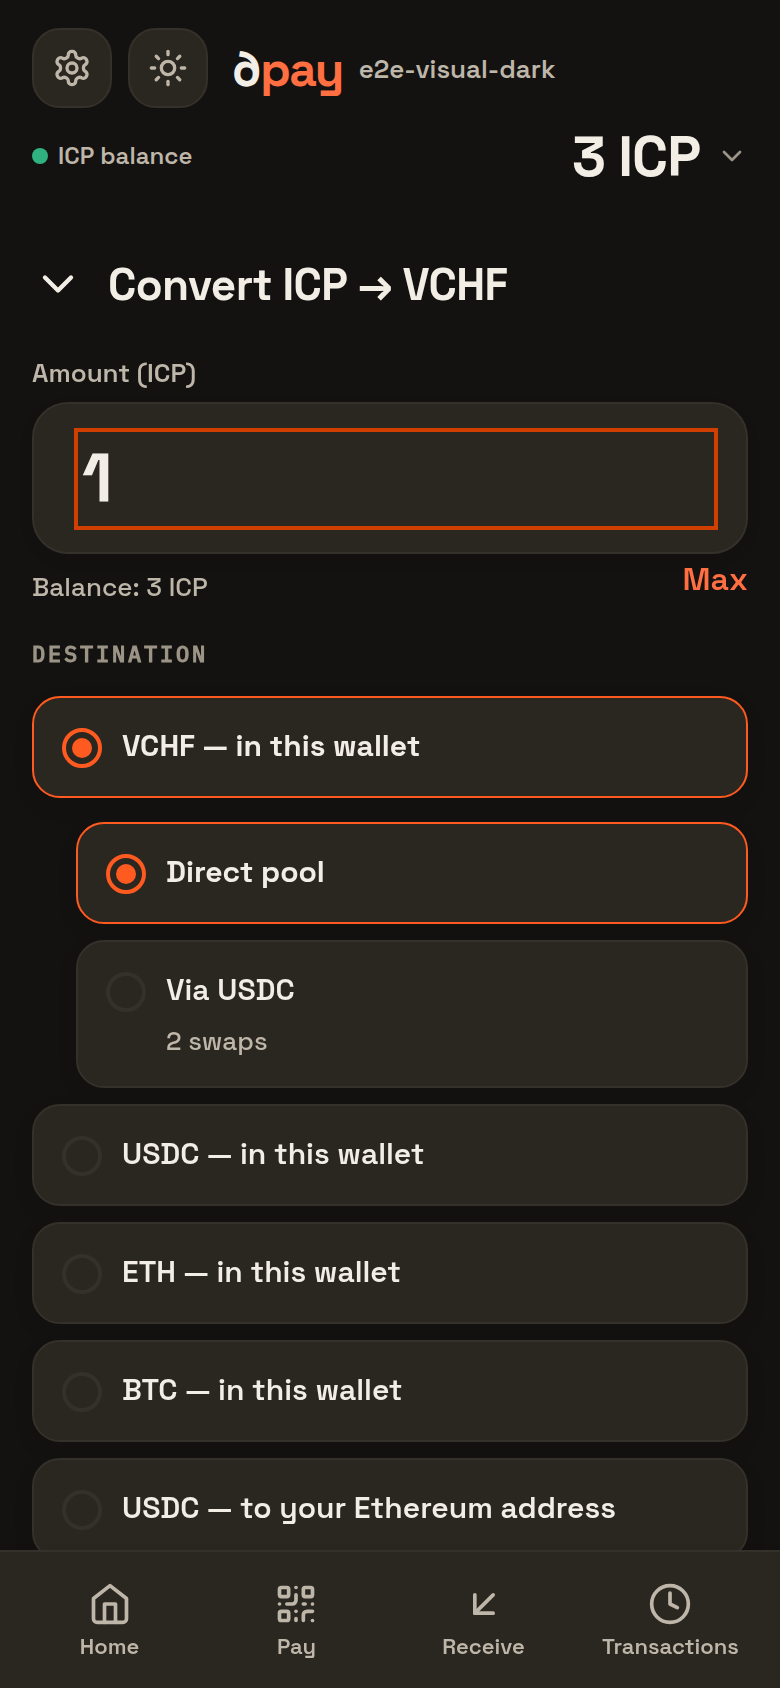 ∂pay e2e-visual-dark
ICP balance
3 ICP
Convert ICP → VCHF
Amount (ICP)
1
Balance: 3 ICP
Max
DESTINATION
VCHF — in this wallet
Direct pool
Via USDC
2 swaps
USDC — in this wallet
ETH — in this wallet
BTC — in this wallet
USDC — to your Ethereum address
Home
Pay
Receive
Transactions